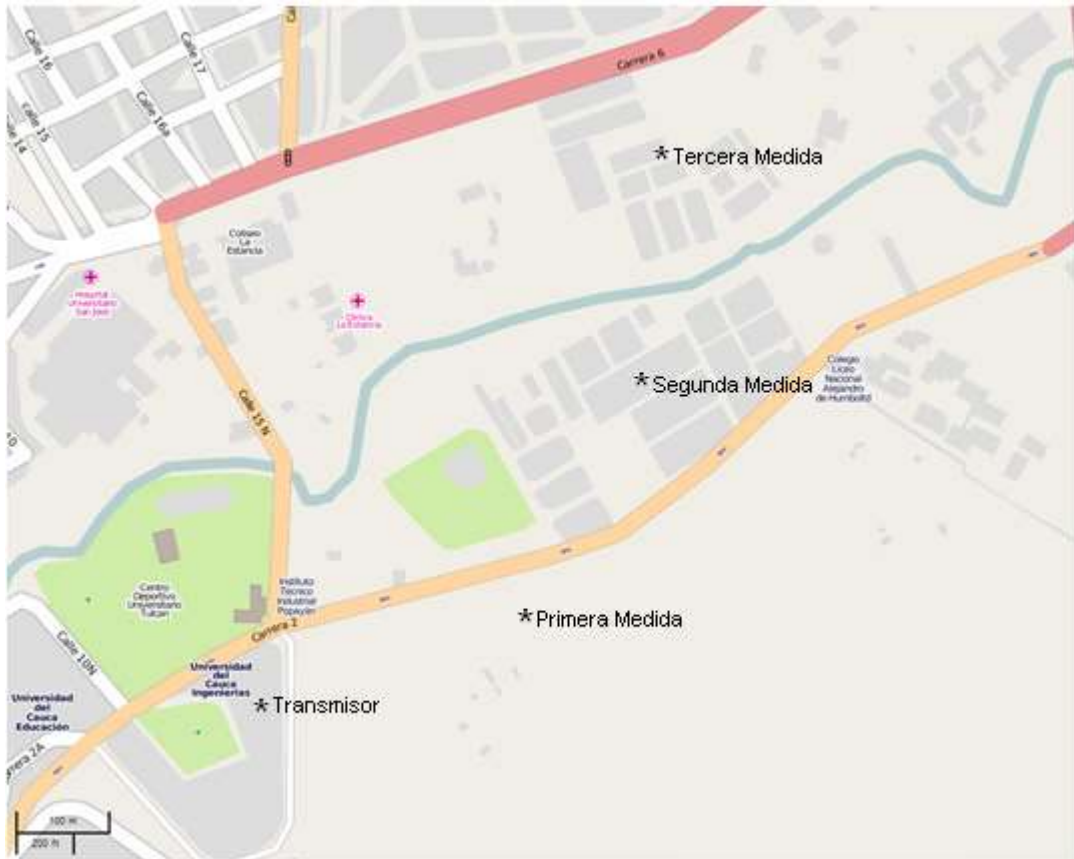 Calle 16
Calle 17
calle 15
Calle 16a
Calle 14
Carrera 6
Tercera Medida
Coliseo
La
Estancia
Hospital
Universitario
San José
Clínica
La Estancia
Calle 15 N
Segunda Medida
Colegio
Liceo
Nacional
Alejandro
de Humboldt
Centro
Deportivo
Universitario
Tulcan
Instituto
Técnico
Industrial
Popayán
Carrera 2
Primera Medida
Calle 10N
Universidad
del
Cauca
Ingenierías
Transmisor
Universidad
del
Cauca
Educación
Carrera 2A
100 m
200 ft